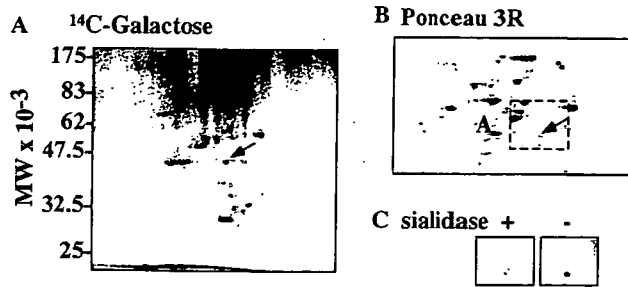 A ¹⁴C-Galactose
MW x 10⁻³
175
83
62
47.5
32.5
25
B Ponceau 3R
A
C sialidase + -